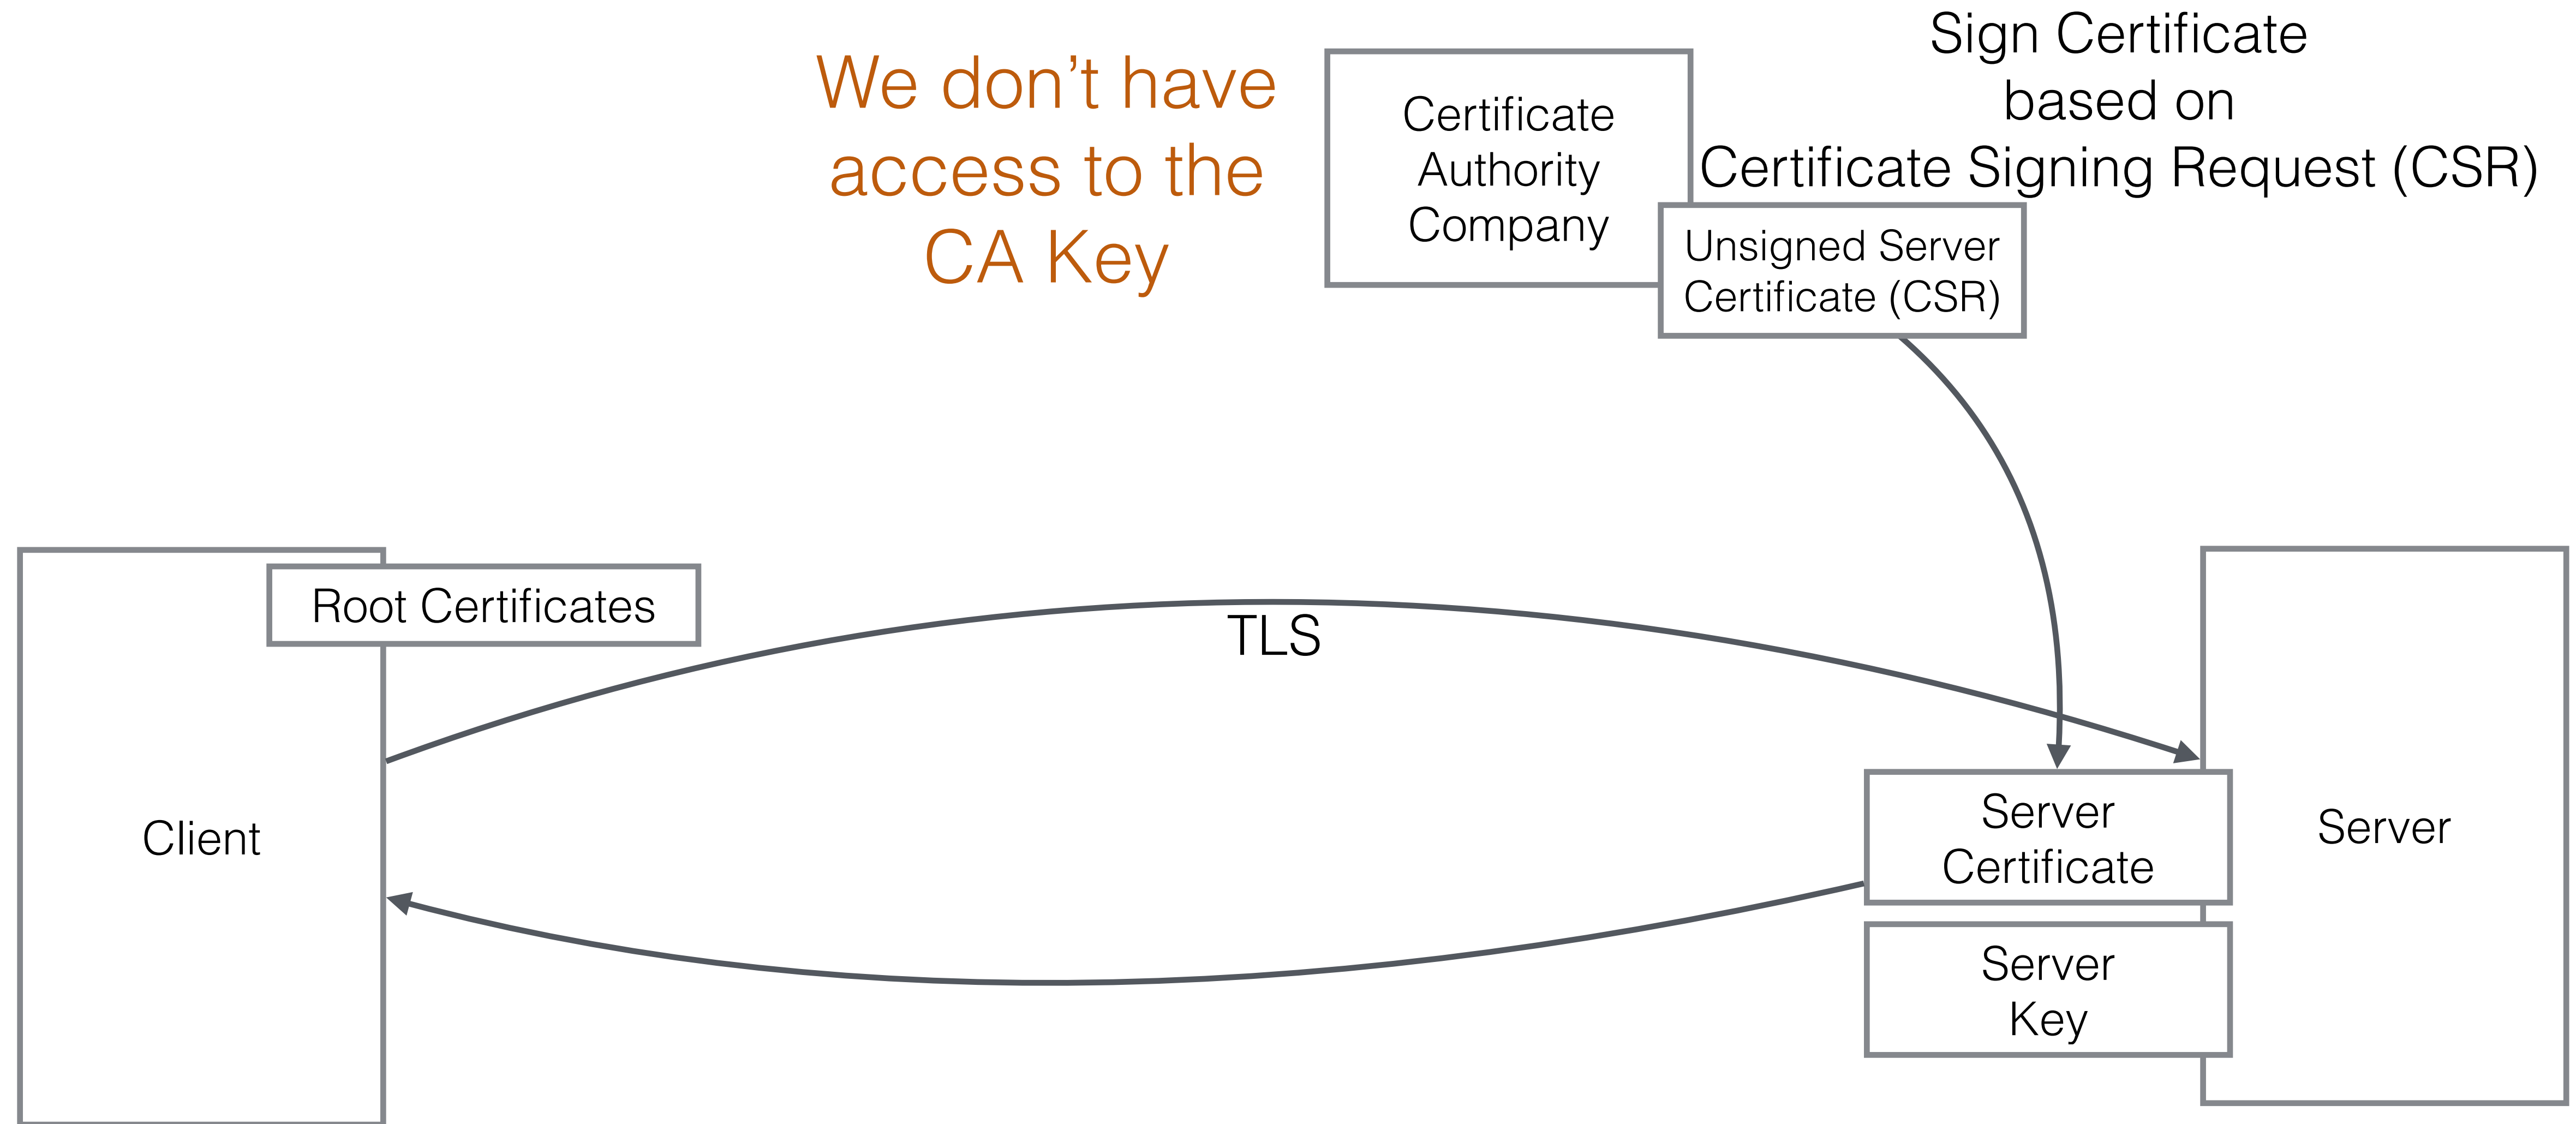 We don’t have
access to the
CA Key
Certificate
Authority
Company
Sign Certificate
based on
Certificate Signing Request (CSR)
Unsigned Server
Certificate (CSR)
Root Certificates
TLS
Client
Server
Certificate
Server
Key
Server